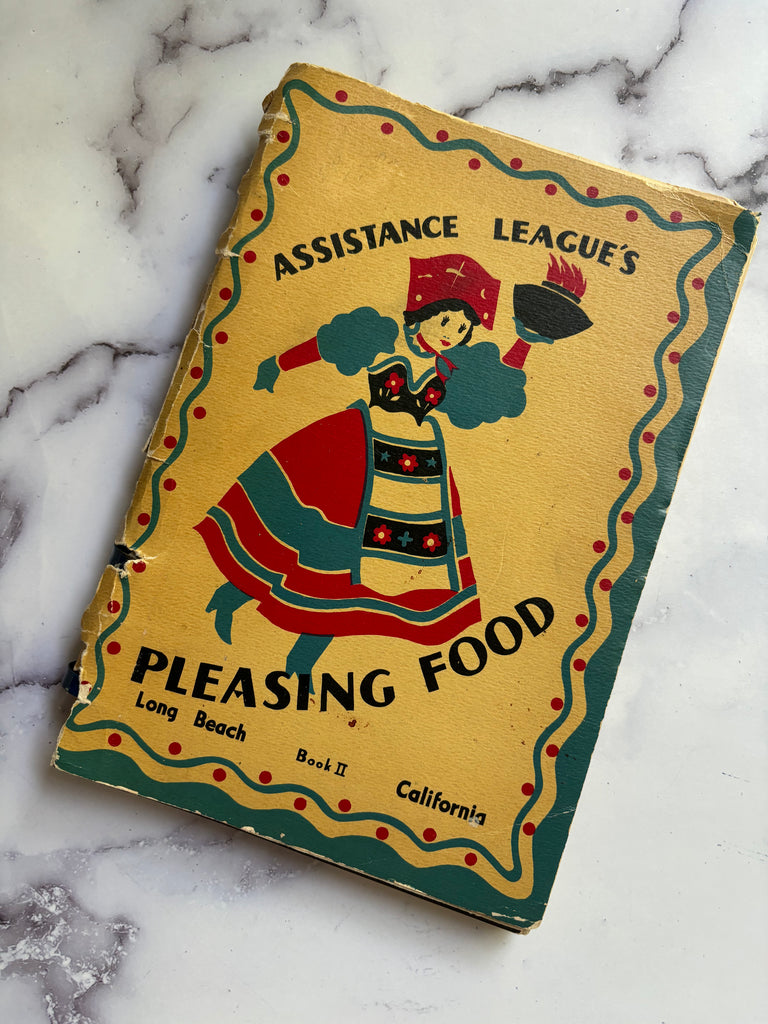 ASSISTANCE LEAGUE'S
PLEASING FOOD
Long Beach
Book II
California